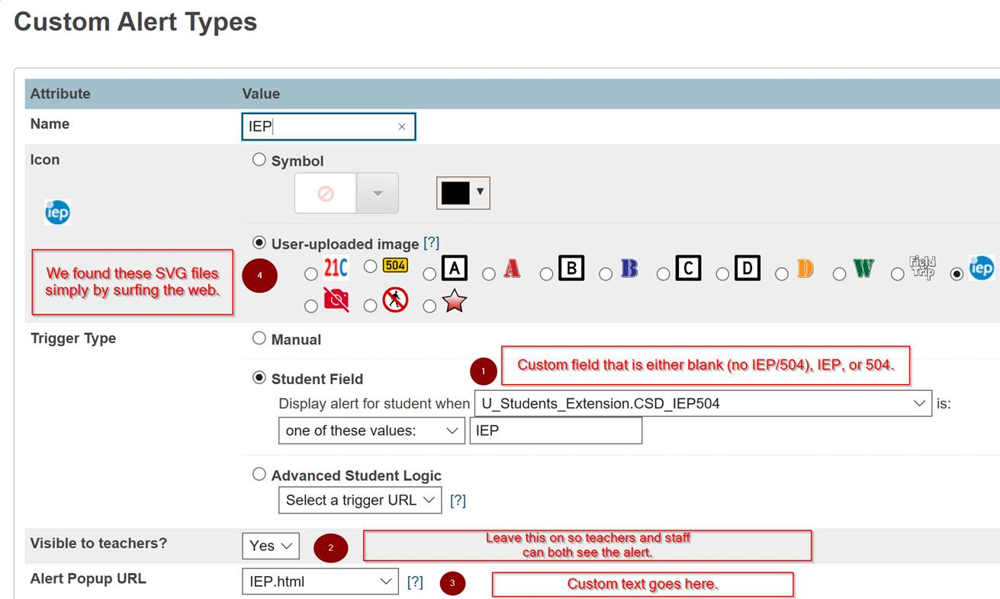 Custom Alert Types
Attribute Value
Name IEP ×
Icon Symbol
iep
User-uploaded image [?]
We found these SVG files
simply by surfing the web.
4
21C 504 A A B B C D D W Field Trip iep
Trigger Type Manual
1 Custom field that is either blank (no IEP/504), IEP, or 504.
Student Field
Display alert for student when U_Students_Extension.CSD_IEP504 is:
one of these values: IEP
Advanced Student Logic
Select a trigger URL [?]
Visible to teachers? Yes 2
Leave this on so teachers and staff
can both see the alert.
Alert Popup URL IEP.html [?] 3 Custom text goes here.